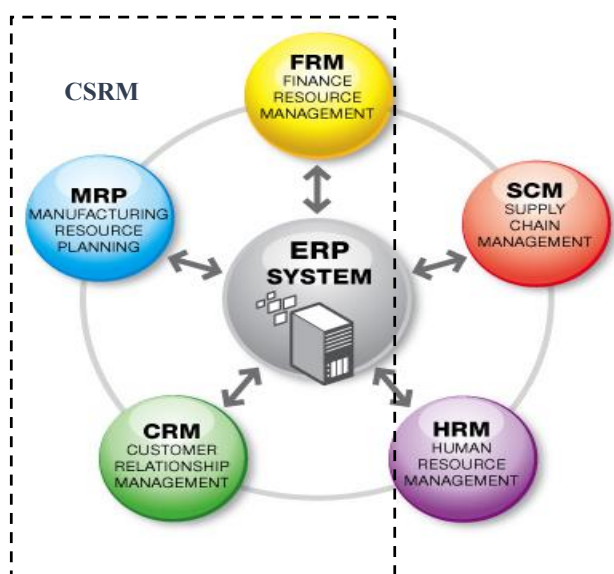 CSRM
FRM
FINANCE
RESOURCE
MANAGEMENT
MRP
MANUFACTURING
RESOURCE
PLANNING
SCM
SUPPLY
CHAIN
MANAGEMENT
ERP
SYSTEM
CRM
CUSTOMER
RELATIONSHIP
MANAGEMENT
HRM
HUMAN
RESOURCE
MANAGEMENT